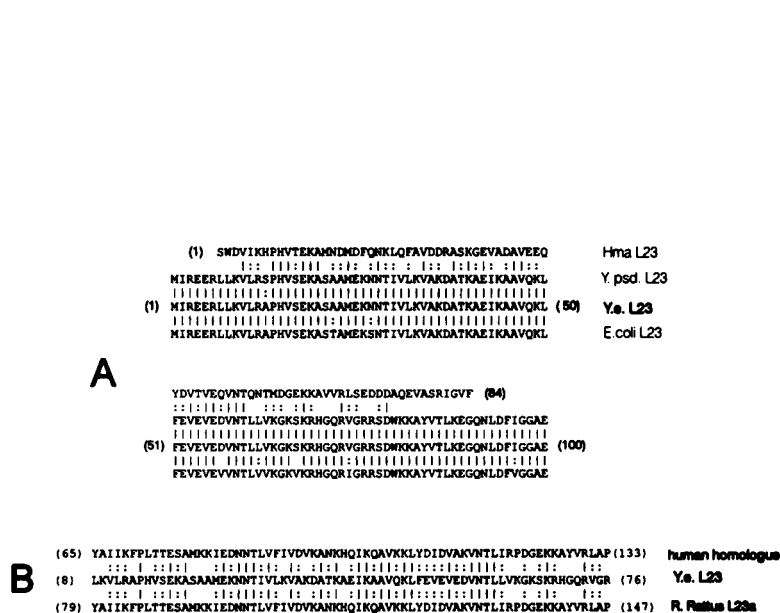 (1) SWDVIKHPHVTEKAMNDMDFQNKLQFAVDDRASKGEVADAVEEQ Hma L23
MIREERLLKVLRSPHVSEKASAAMEKNNTIVLKVAKDATKAEIKAAVQKL Y. psd. L23
(1) MIREERLLKVLRAPHVSEKASAAMEKNNTIVLKVAKDATKAEIKAAVQKL (50) Y.e. L23
MIREERLLKVLRAPHVSEKASTAMEKSNTIVLKVAKDATKAEIKAAVQKL E.coli L23
A
YDVTVEQVNTQNTMDGEKKAVVRLSEDDDAQEVASRIGVF (84)
FEVEVEDVNTLLVKGKSKRHGQRVGRRSDWKKAYVTLKEGQNLDFIGGAE
(51) FEVEVEDVNTLLVKGKSKRHGQRVGRRSDWKKAYVTLKEGQNLDFIGGAE (100)
FEVEVEVVNTLVVKGKVKRHGQRIGRRSDWKKAYVTLKEGQNLDFVGGAE
B
(65) YAIIKFPLTTESAMKKIEDNNTLVFIVDVKANKHQIKQAVKKLYDIDVAKVNTLIRPDGEKKAYVRLAP (133) human homologus
(8) LKVLRAPHVSEKASAAMEKNNTIVLKVAKDATKAEIKAAVQKLFEVEVEDVNTLLVKGKSKRHGQRVGR (76) Y.e. L23
(79) YAIIKFPLTTESAMKKIEDNNTLVFIVDVKANKHQIKQAVKKLYDIDVAKVNTLIRPDGEKKAYVRLAP (147) R. Rattus L23a